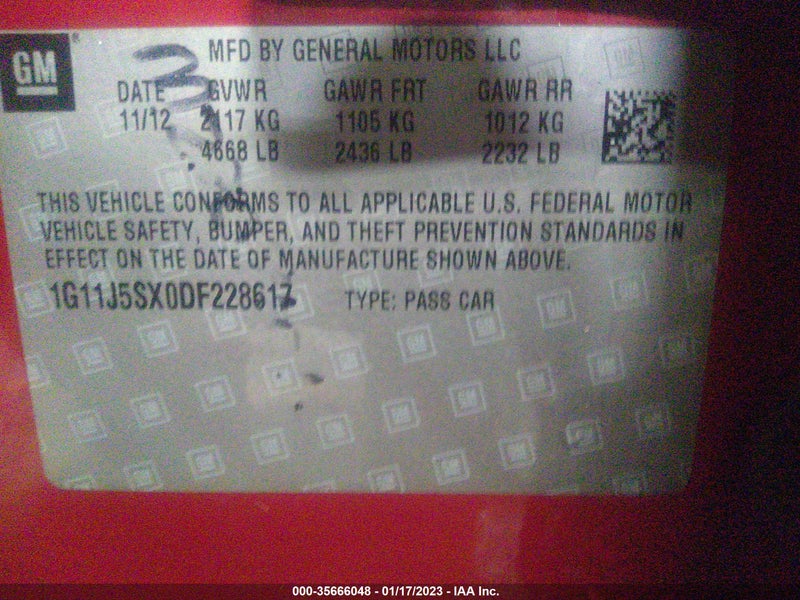 GM
MFD BY GENERAL MOTORS LLC
DATE GVWR GAWR FRT GAWR RR
11/12 2117 KG 1105 KG 1012 KG
4668 LB 2436 LB 2232 LB
THIS VEHICLE CONFORMS TO ALL APPLICABLE U.S. FEDERAL MOTOR
VEHICLE SAFETY, BUMPER, AND THEFT PREVENTION STANDARDS IN
EFFECT ON THE DATE OF MANUFACTURE SHOWN ABOVE.
1G11J5SX0DF228617 TYPE: PASS CAR
000-35666048 - 01/17/2023 - IAA Inc.